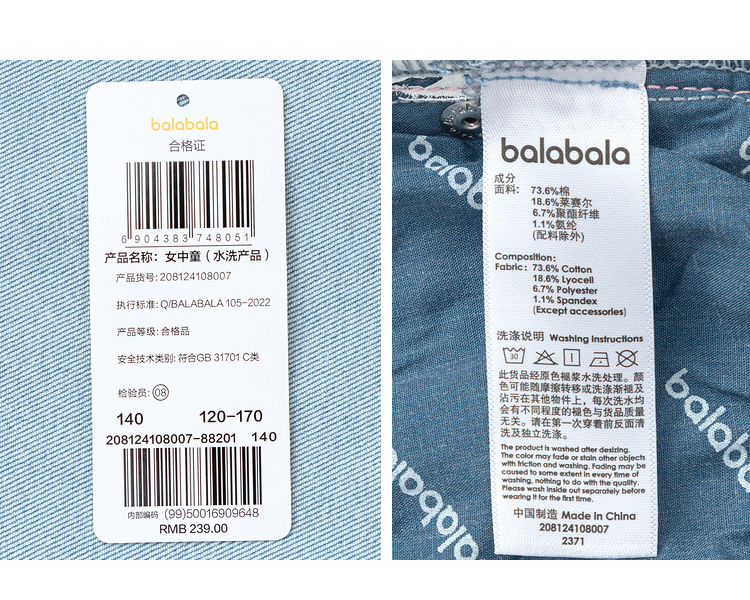 balabala
合格证
6 904383 748051
产品名称: 女中童 (水洗产品)
产品货号: 208124108007
执行标准: Q/BALABALA 105-2022
产品等级: 合格品
安全技术类别: 符合GB 31701 C类
检验员: 08
140 120-170
208124108007-88201 140
内部编码 (99)50016909648
RMB 239.00
balabala
成分
面料: 73.6%棉
18.6%莱赛尔
6.7%聚酯纤维
1.1%氨纶
(配料除外)
Composition:
Fabric: 73.6% Cotton
18.6% Lyocell
6.7% Polyester
1.1% Spandex
(Except accessories)
洗涤说明 Washing Instructions
30
此货品经原色褪浆水洗处理。颜
色可能随摩擦转移或洗涤渐褪及
沾污在其他物件上，每次洗水均
会有不同程度的褪色与货品质量
无关。请在第一次穿着前反面清
洗及独立洗涤。
The product is washed after desizing.
The color may fade or stain other objects
with friction and washing. Fading may be
caused to some extent in every time of
washing, nothing to do with the quality.
Please wash inside out separately before
wearing it for the first time.
中国制造 Made in China
208124108007
2371
balabala
balabala